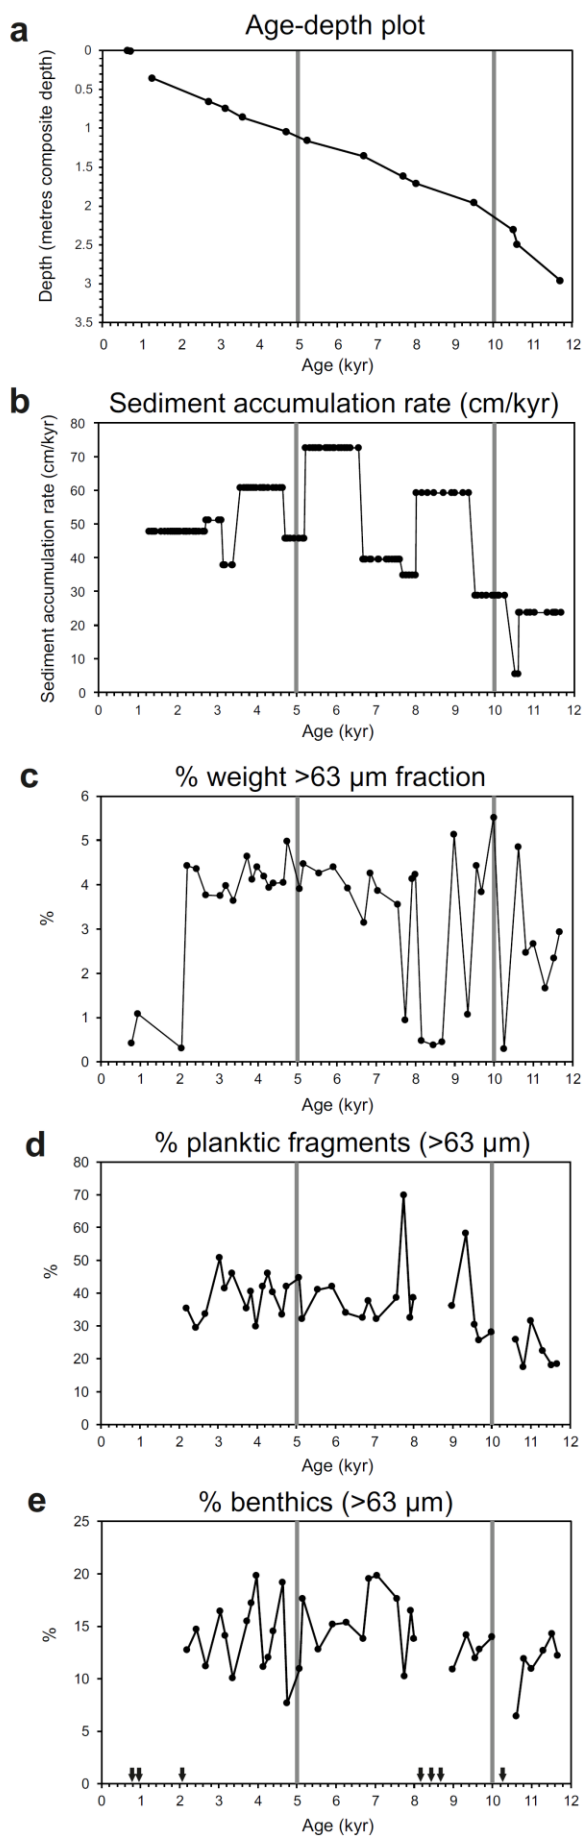 a
Age-depth plot
Depth (metres composite depth)
0
0.5
1
1.5
2
2.5
3
3.5
0 1 2 3 4 5 6 7 8 9 10 11 12
Age (kyr)
b
Sediment accumulation rate (cm/kyr)
Sediment accumulation rate (cm/kyr)
80
70
60
50
40
30
20
10
0
0 1 2 3 4 5 6 7 8 9 10 11 12
Age (kyr)
c
% weight >63 µm fraction
%
6
5
4
3
2
1
0
0 1 2 3 4 5 6 7 8 9 10 11 12
Age (kyr)
d
% planktic fragments (>63 µm)
%
80
70
60
50
40
30
20
10
0
0 1 2 3 4 5 6 7 8 9 10 11 12
Age (kyr)
e
% benthics (>63 µm)
%
25
20
15
10
5
0
0 1 2 3 4 5 6 7 8 9 10 11 12
Age (kyr)